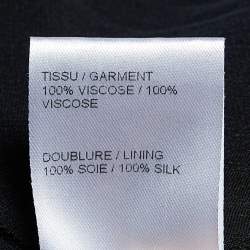 TISSU / GARMENT
100% VISCOSE / 100%
VISCOSE
DOUBLURE / LINING
100% SOIE / 100% SILK